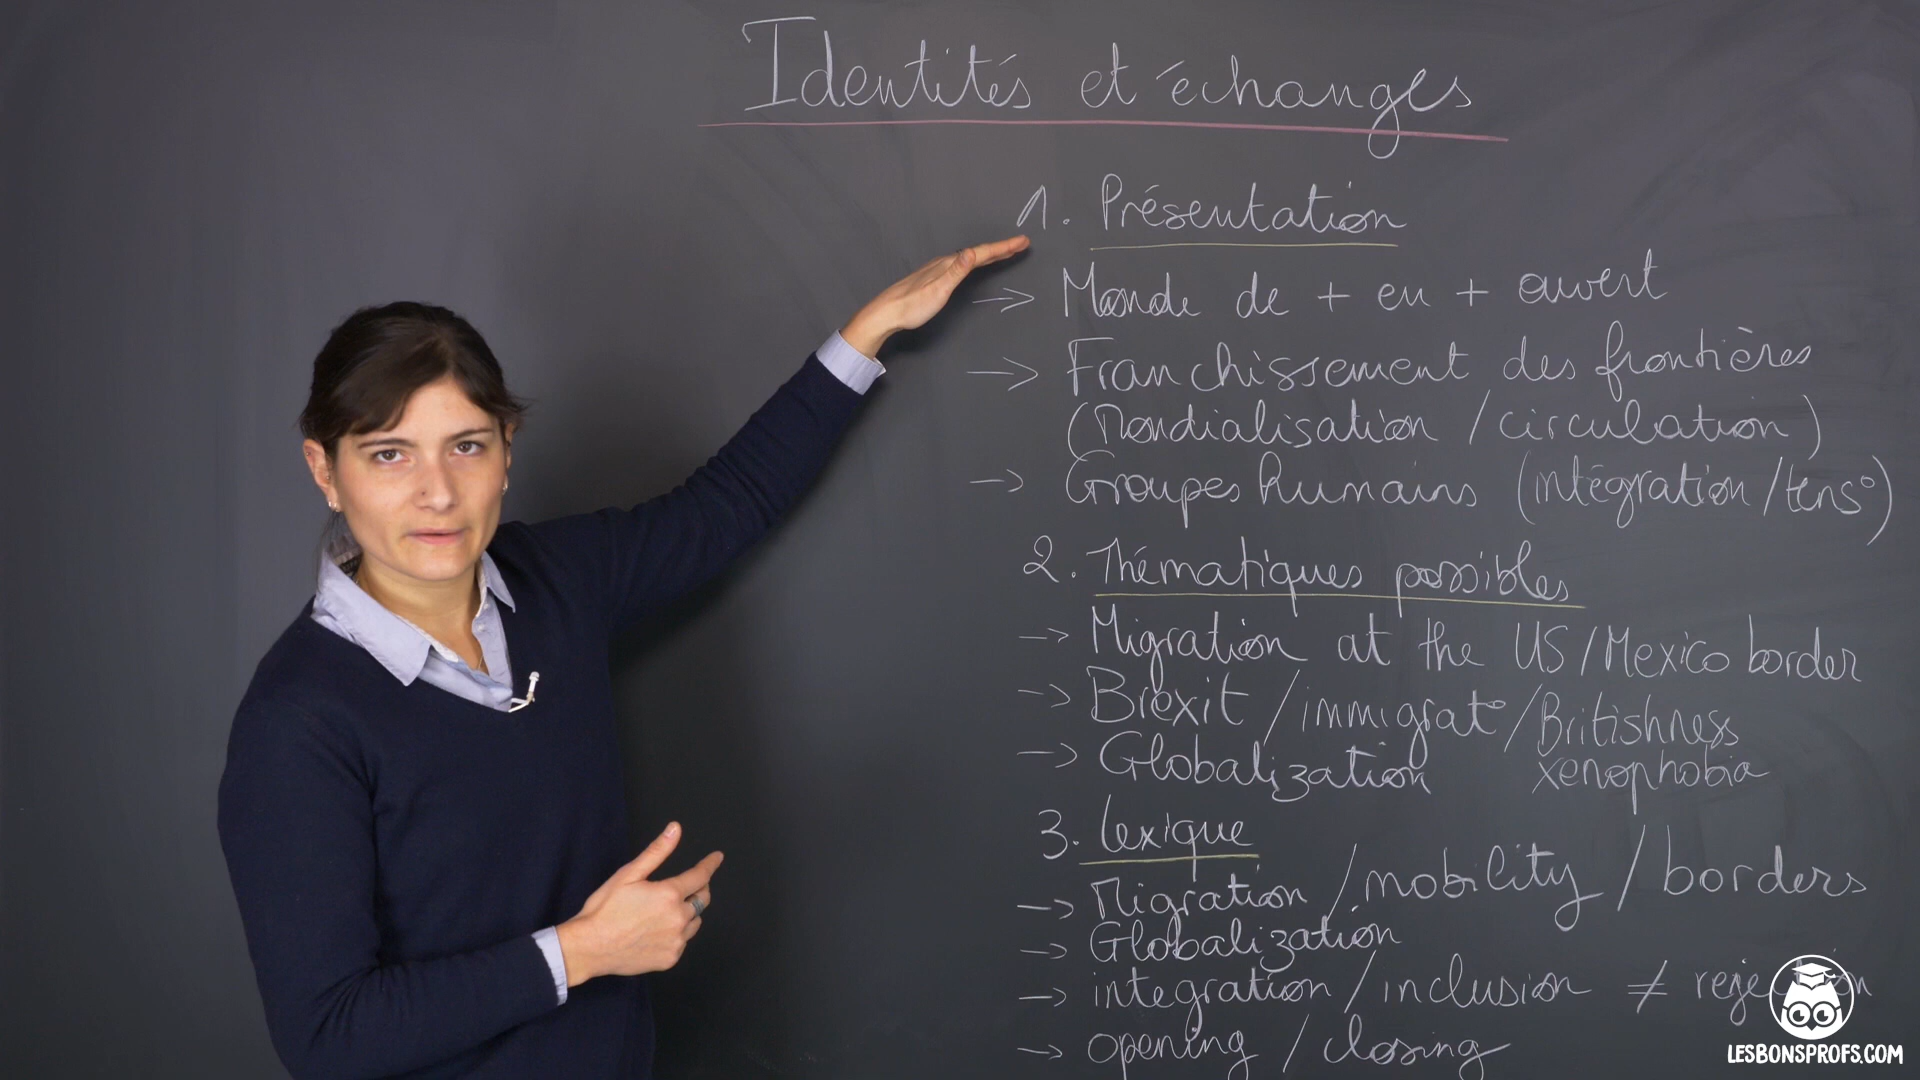 Identités et échanges
1. Présentation
→ Monde de + en + ouvert
→ Franchissement des frontières
(Mondialisation / circulation)
→ Groupes humains (intégration / tens°)
2. Thématiques possibles
→ Migration at the US / Mexico border
→ Brexit / immigrat° / Britishness
xenophobia
→ Globalization
3. Lexique
→ Migration / mobility / borders
→ Globalization
→ integration / inclusion ≠ rejection
→ opening / closing
LESBONSPROFS.COM